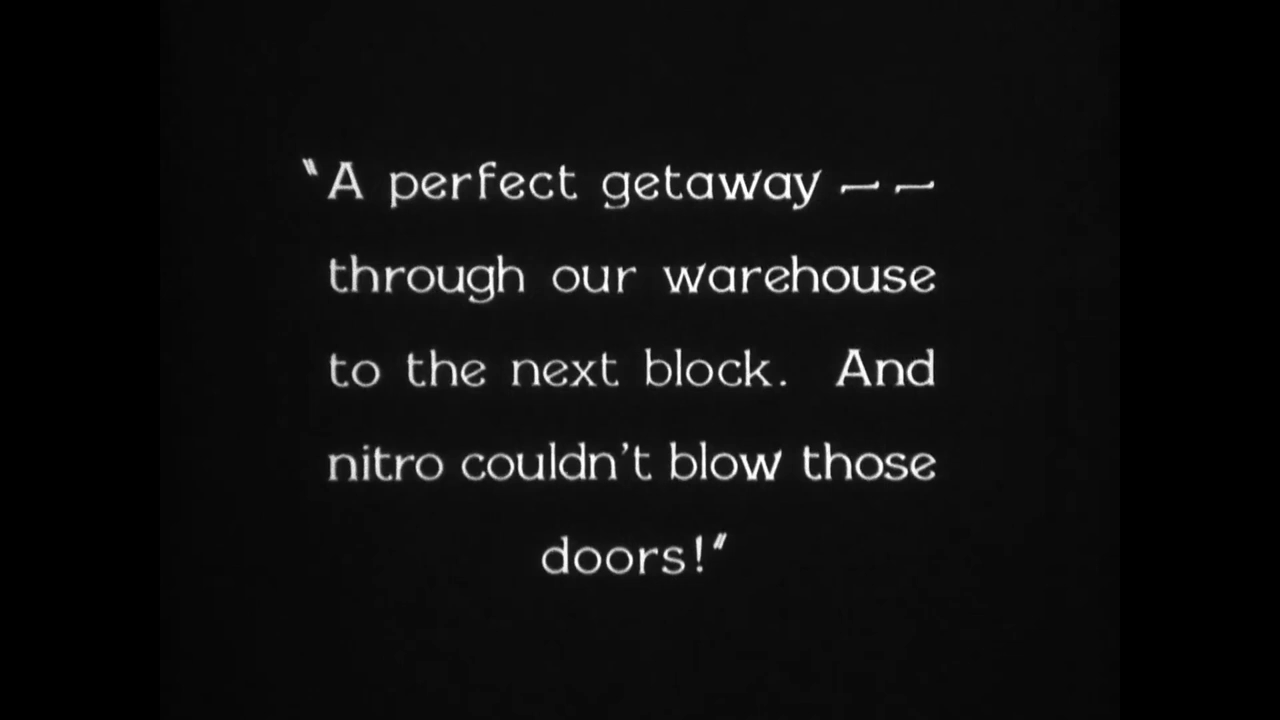 "A perfect getaway — —
through our warehouse
to the next block. And
nitro couldn't blow those
doors!"